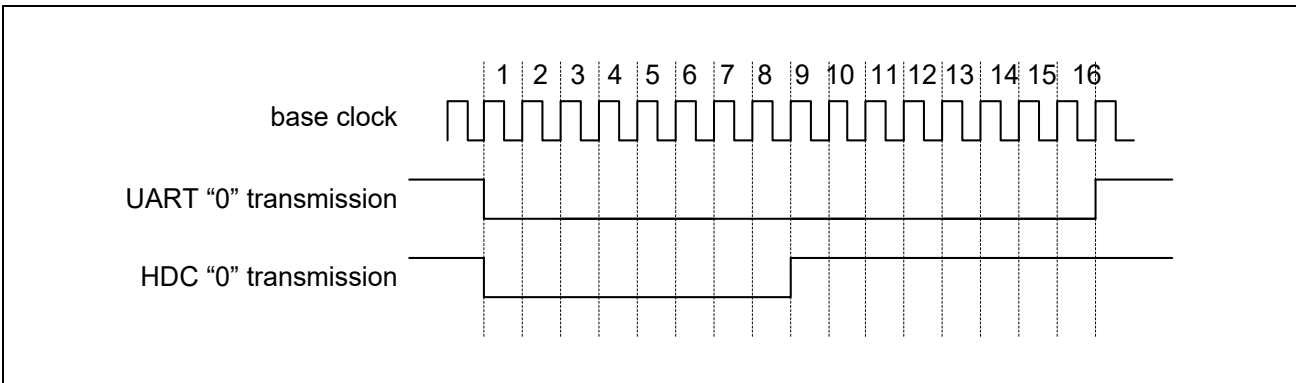 1 2 3 4 5 6 7 8 9 10 11 12 13 14 15 16
base clock
UART “0” transmission
HDC “0” transmission